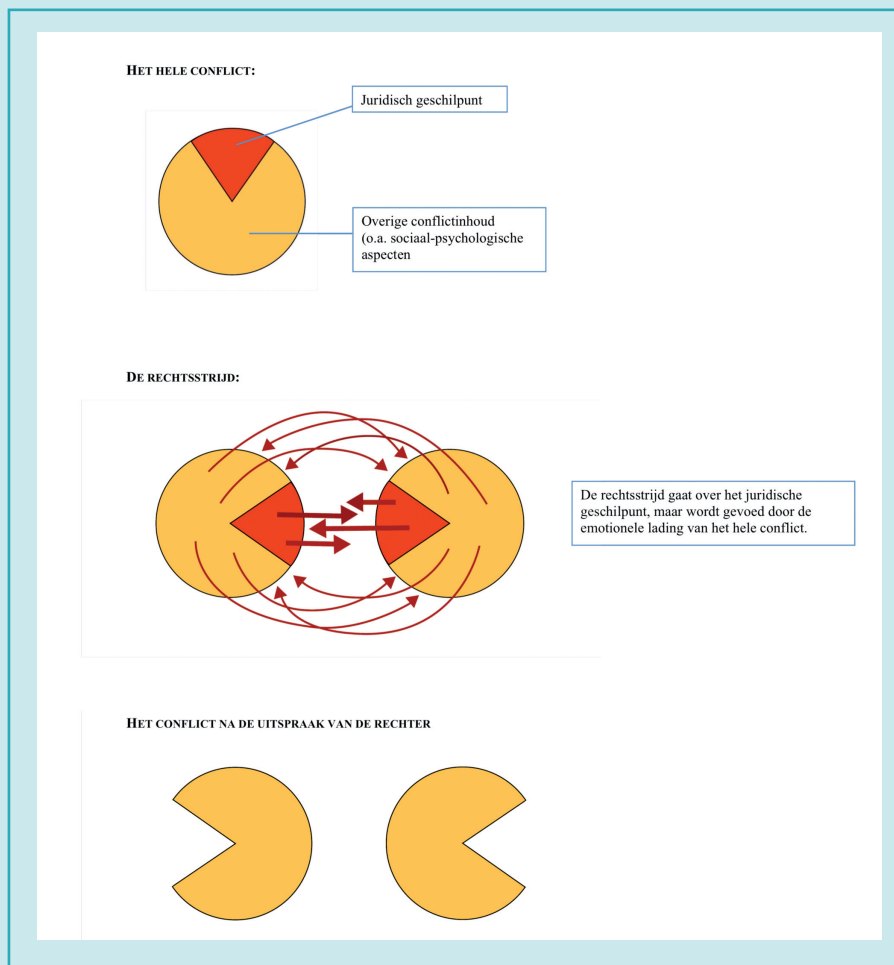 HET HELE CONFLICT:
Juridisch geschilpunt
Overige conflictinhoud
(o.a. sociaal-psychologische
aspecten
DE RECHTSSTRIJD:
De rechtsstrijd gaat over het juridische
geschilpunt, maar wordt gevoed door de
emotionele lading van het hele conflict.
HET CONFLICT NA DE UITSPRAAK VAN DE RECHTER